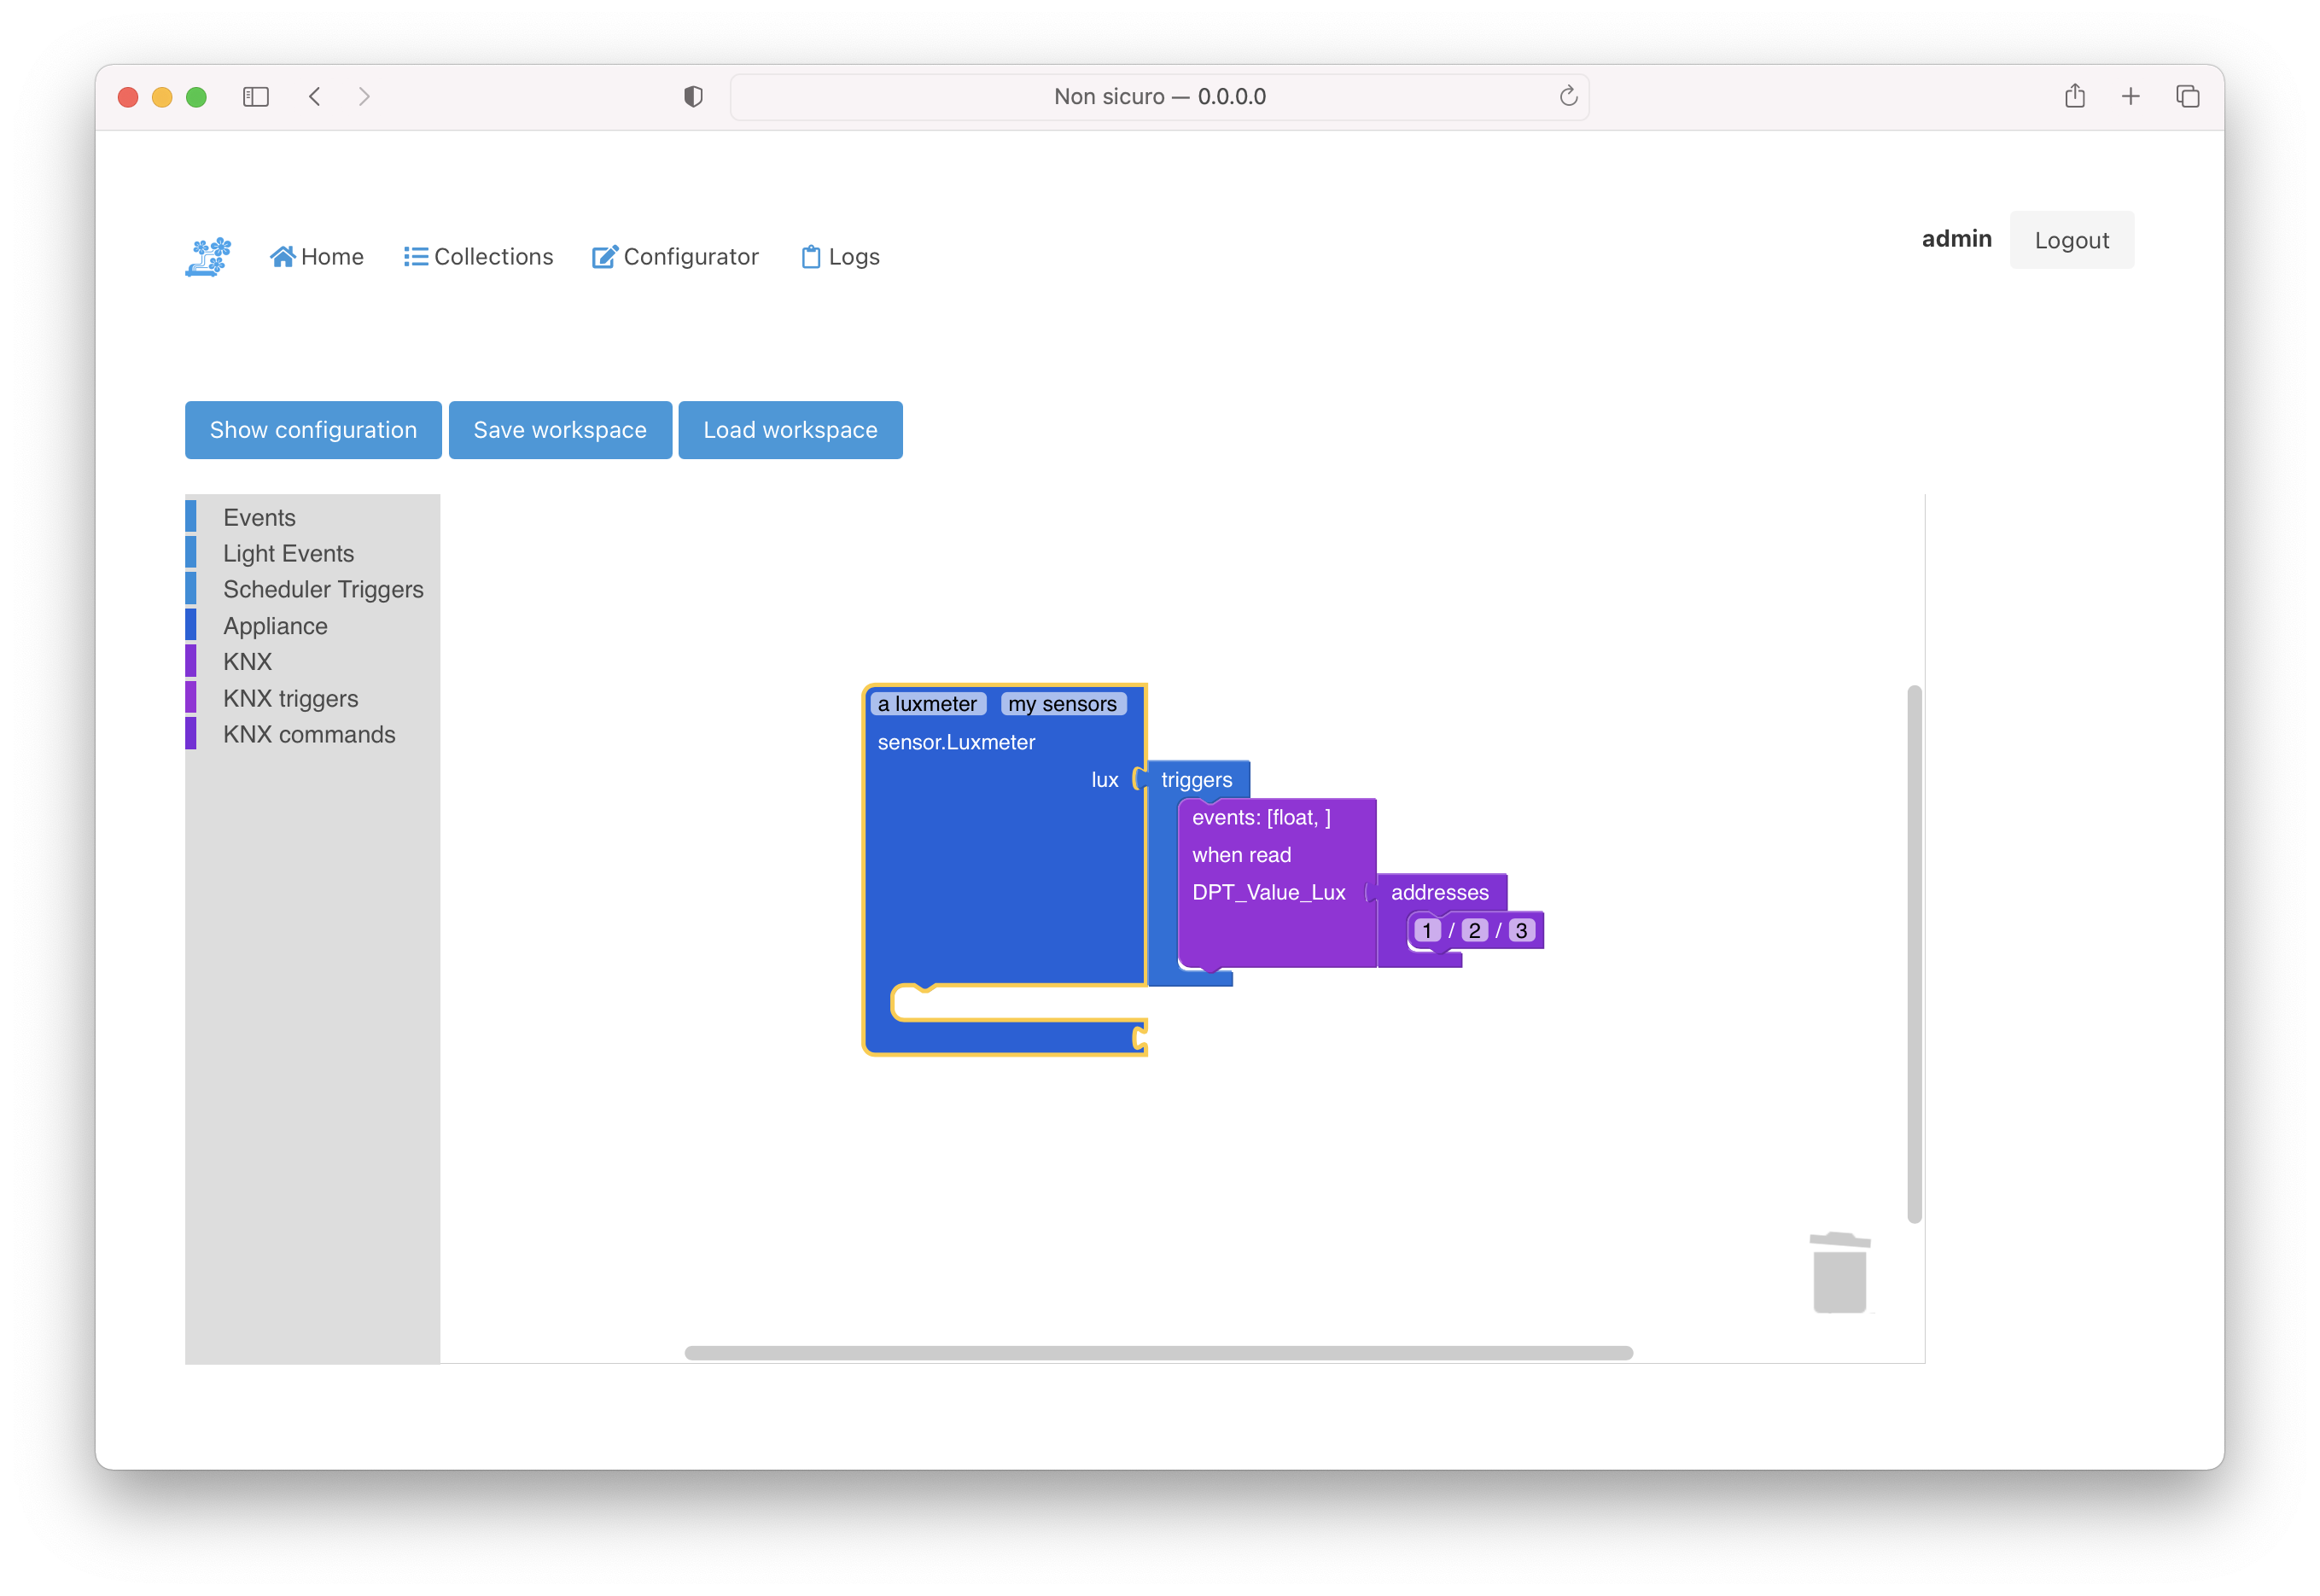 Non sicuro — 0.0.0.0
Home Collections Configurator Logs
admin Logout
Show configuration Save workspace Load workspace
Events
Light Events
Scheduler Triggers
Appliance
KNX
KNX triggers
KNX commands
a luxmeter my sensors
sensor.Luxmeter
lux triggers
events: [float, ]
when read
DPT_Value_Lux addresses
1 / 2 / 3